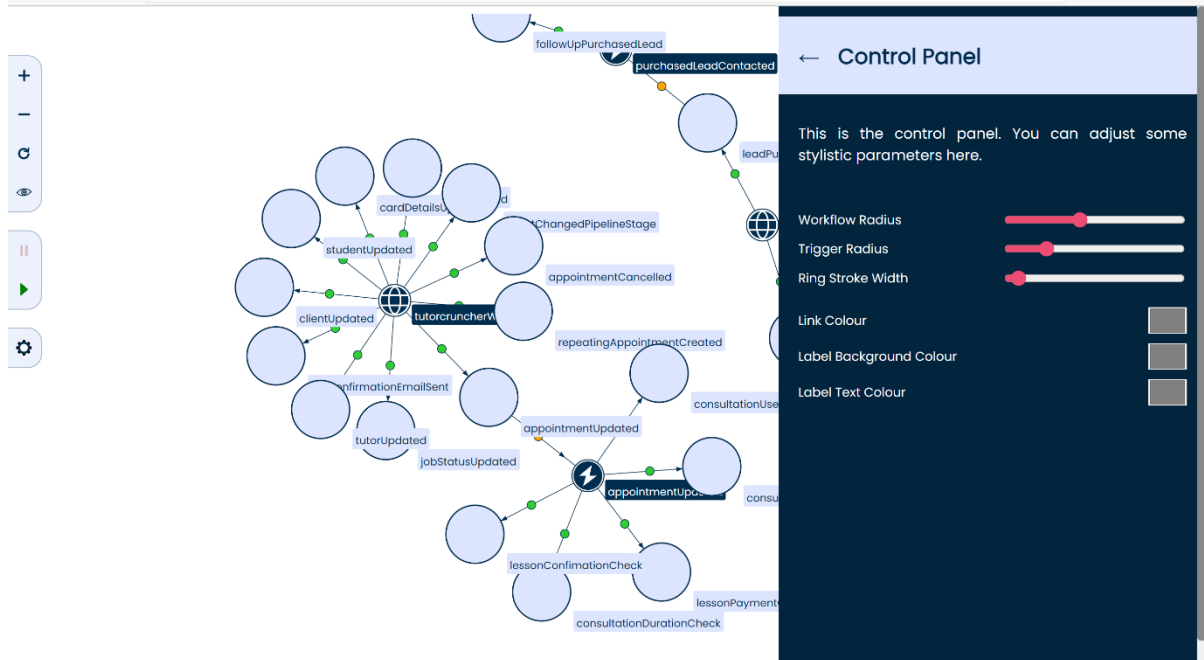 followUpPurchasedLead
purchasedLeadContacted
← Control Panel
This is the control panel. You can adjust some
stylistic parameters here.
Workflow Radius
Trigger Radius
Ring Stroke Width
Link Colour
Label Background Colour
Label Text Colour
leadPu
cardDetailsU
d
tChangedPipelineStage
studentUpdated
appointmentCancelled
clientUpdated
tutorcruncherW
repeatingAppointmentCreated
nfirmationEmailSent
consultationUse
appointmentUpdated
tutorUpdated
jobStatusUpdated
appointmentUpd
consu
lessonConfimationCheck
lessonPayment
consultationDurationCheck